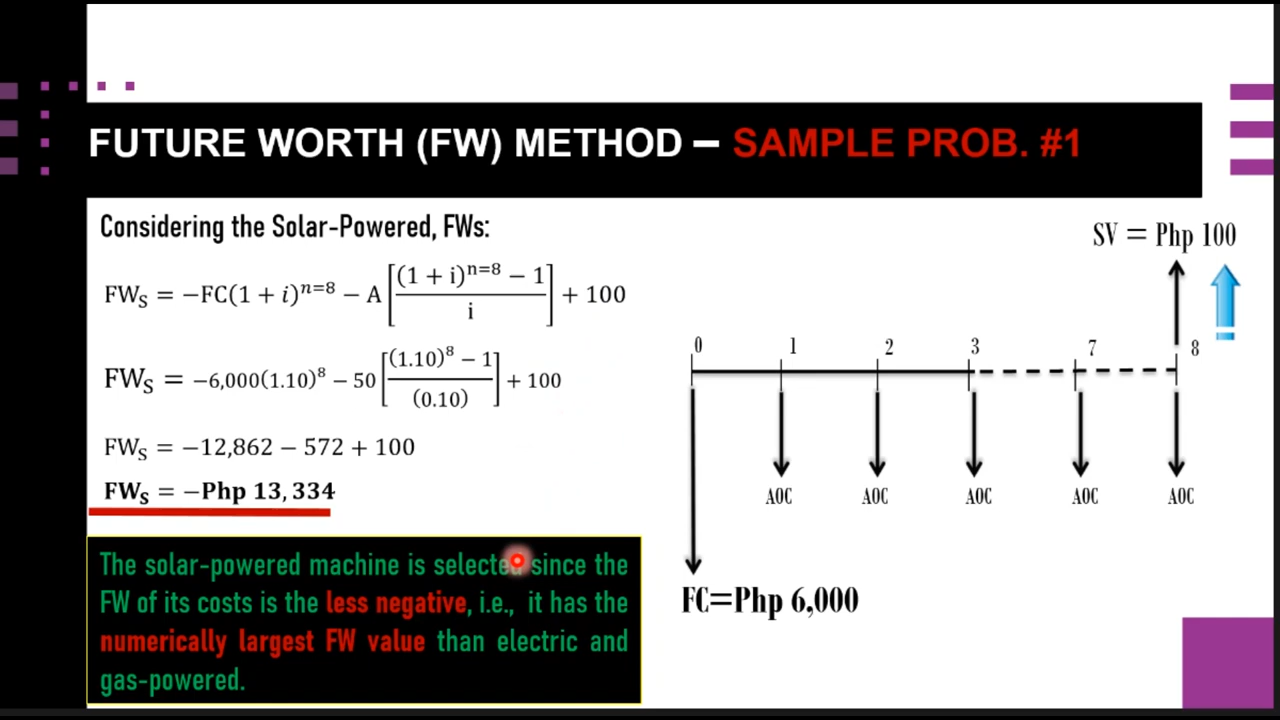 FUTURE WORTH (FW) METHOD – SAMPLE PROB. #1
Considering the Solar-Powered, FWs:
FW_S = −FC(1 + i)^{n=8} − A [((1 + i)^{n=8} − 1) / i] + 100
FW_S = −6,000(1.10)^8 − 50 [((1.10)^8 − 1) / (0.10)] + 100
FW_S = −12,862 − 572 + 100
FW_S = −Php 13,334
The solar-powered machine is selected since the
FW of its costs is the less negative, i.e., it has the
numerically largest FW value than electric and
gas-powered.
SV = Php 100
0 1 2 3 7 8
AOC AOC AOC AOC AOC
FC=Php 6,000